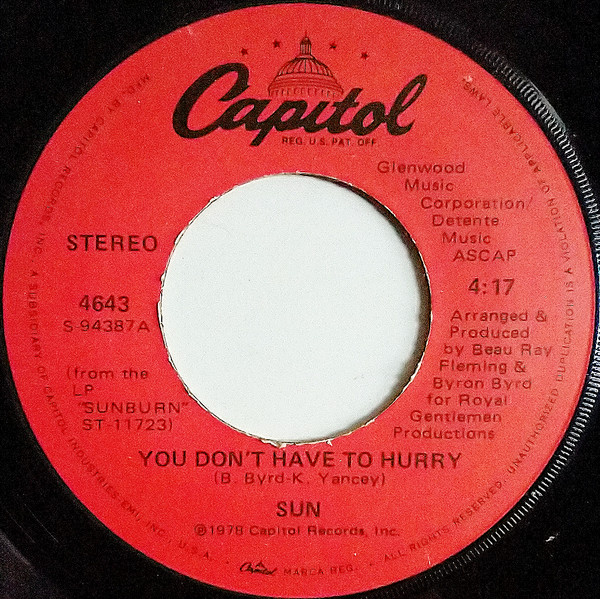 Capitol
REG. U.S. PAT. OFF.
Glenwood
Music
Corporation/
Detente
Music
ASCAP
STEREO
4:17
4643
S-94387A
Arranged &
Produced
by Beau Ray
Fleming &
Byron Byrd
for Royal
Gentlemen
Productions
(from the
LP
"SUNBURN"
ST-11723)
YOU DON'T HAVE TO HURRY
(B. Byrd-K. Yancey)
SUN
℗1978 Capitol Records, Inc.
MFD. BY CAPITOL RECORDS, INC. A SUBSIDIARY OF CAPITOL INDUSTRIES-EMI, INC., U.S.A. • Capitol MARCA REG. • ALL RIGHTS RESERVED. UNAUTHORIZED DUPLICATION IS A VIOLATION OF APPLICABLE LAWS.